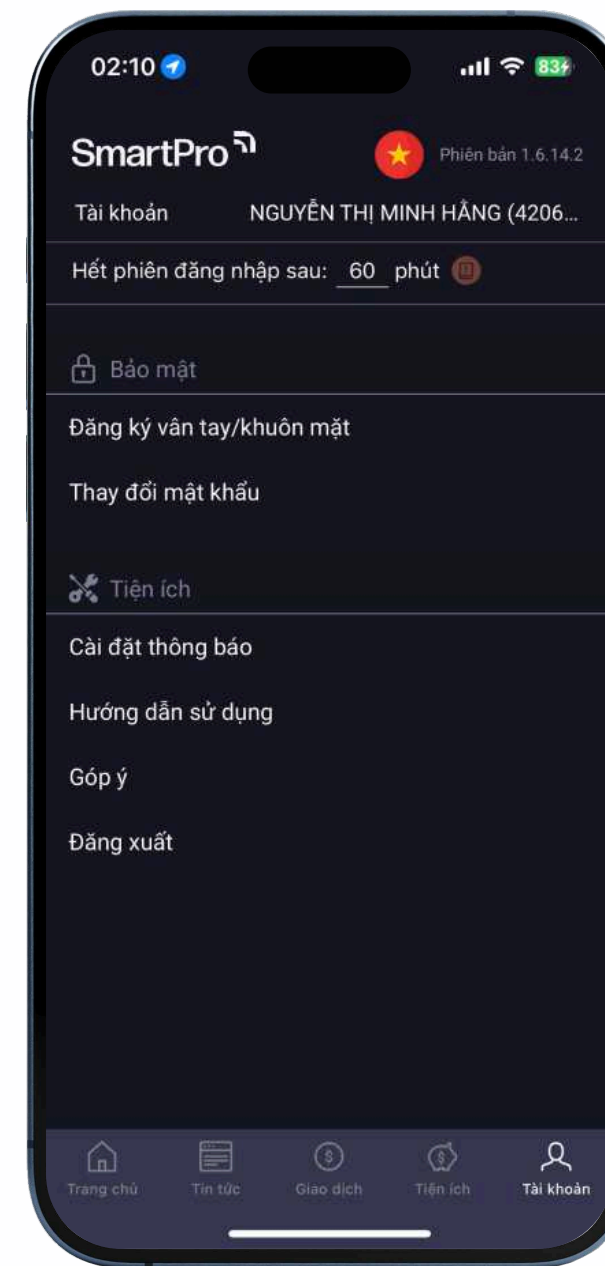 02:10
83
SmartPro
Phiên bản 1.6.14.2
Tài khoản NGUYỄN THỊ MINH HẰNG (4206...
Hết phiên đăng nhập sau: 60 phút
Bảo mật
Đăng ký vân tay/khuôn mặt
Thay đổi mật khẩu
Tiện ích
Cài đặt thông báo
Hướng dẫn sử dụng
Góp ý
Đăng xuất
Trang chủ Tin tức Giao dịch Tiện ích Tài khoản